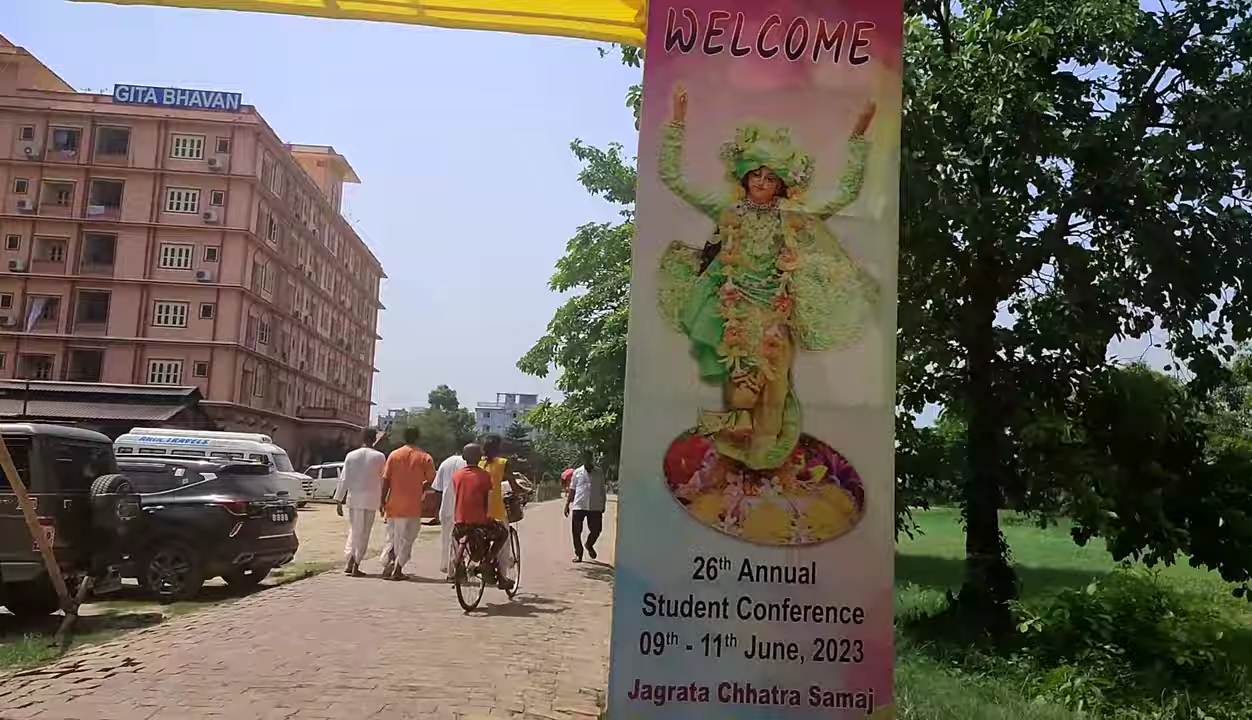 GITA BHAVAN
WELCOME
26th Annual
Student Conference
09th - 11th June, 2023
Jagrata Chhatra Samaj